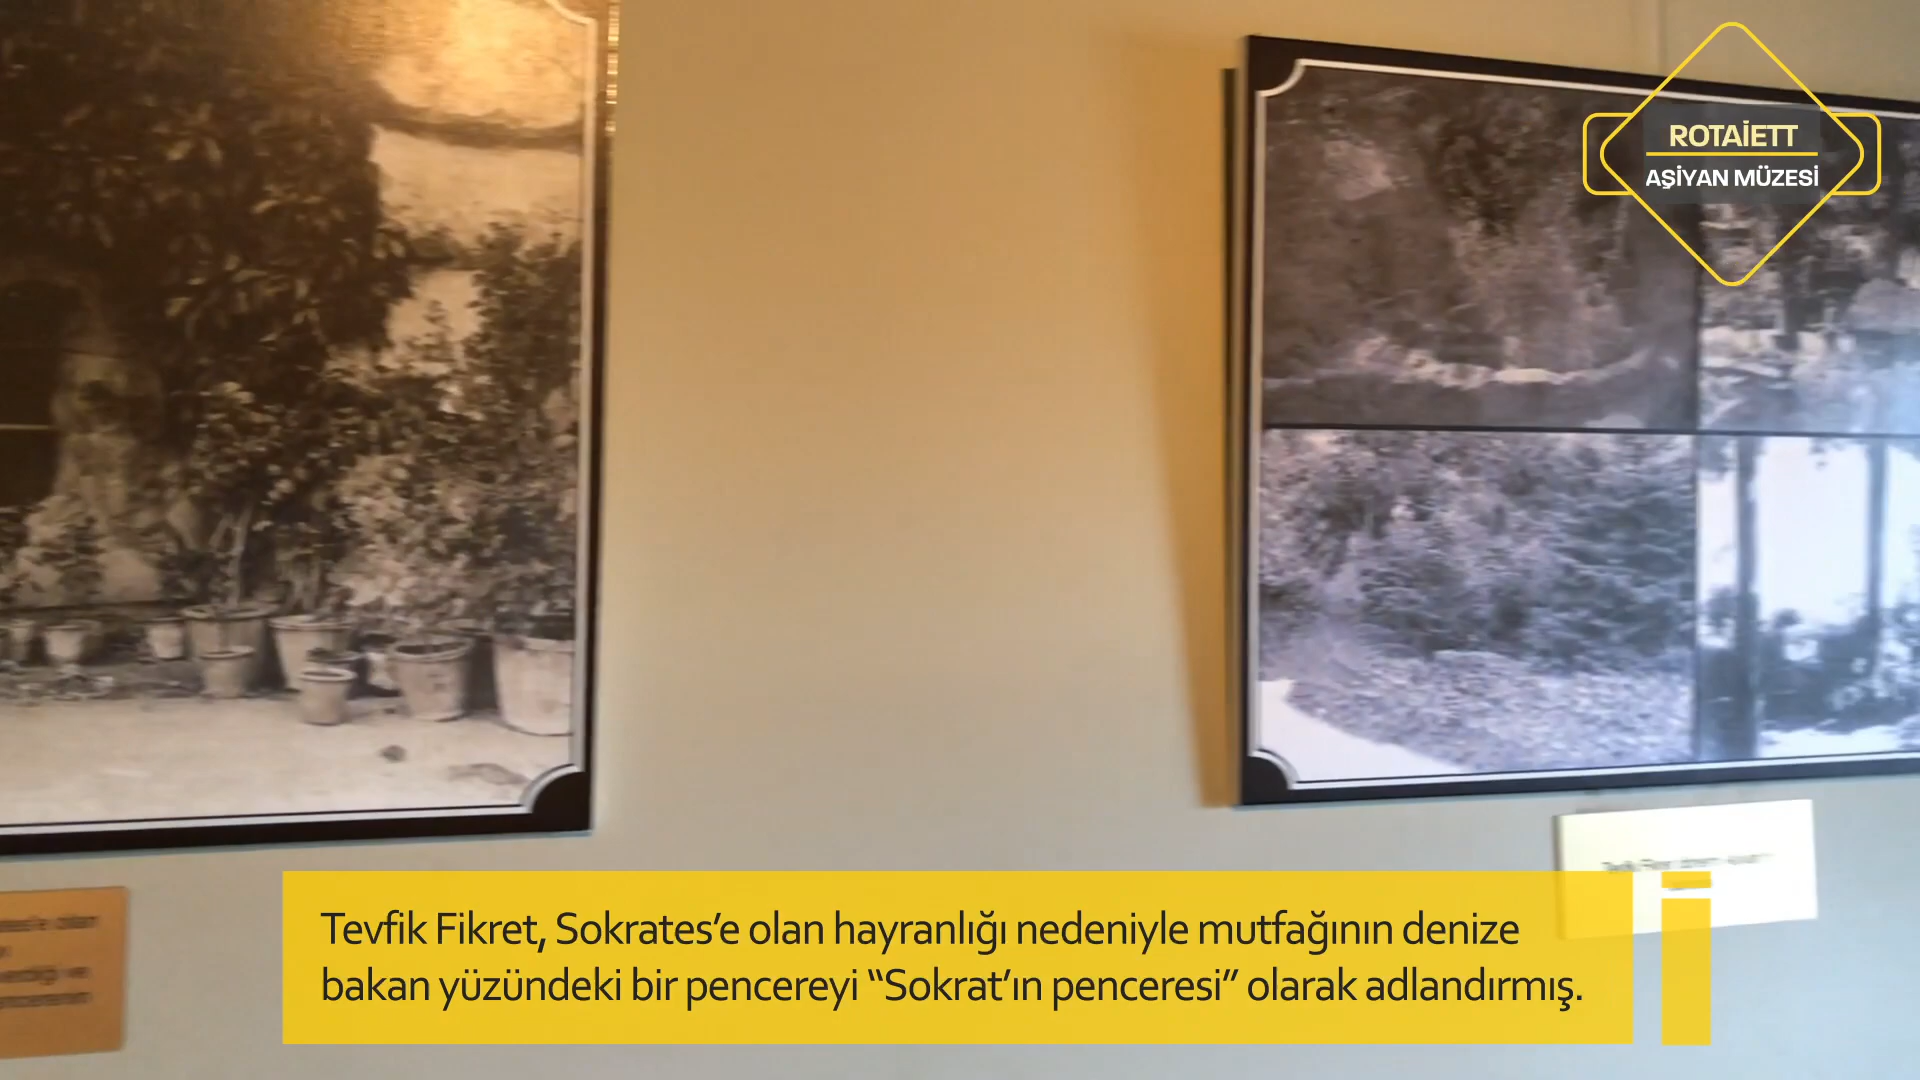 ROTAİETT
AŞİYAN MÜZESİ
Tevfik Fikret, Sokrates’e olan hayranlığı nedeniyle mutfağının denize
bakan yüzündeki bir pencereyi “Sokrat’ın penceresi” olarak adlandırmış.
i